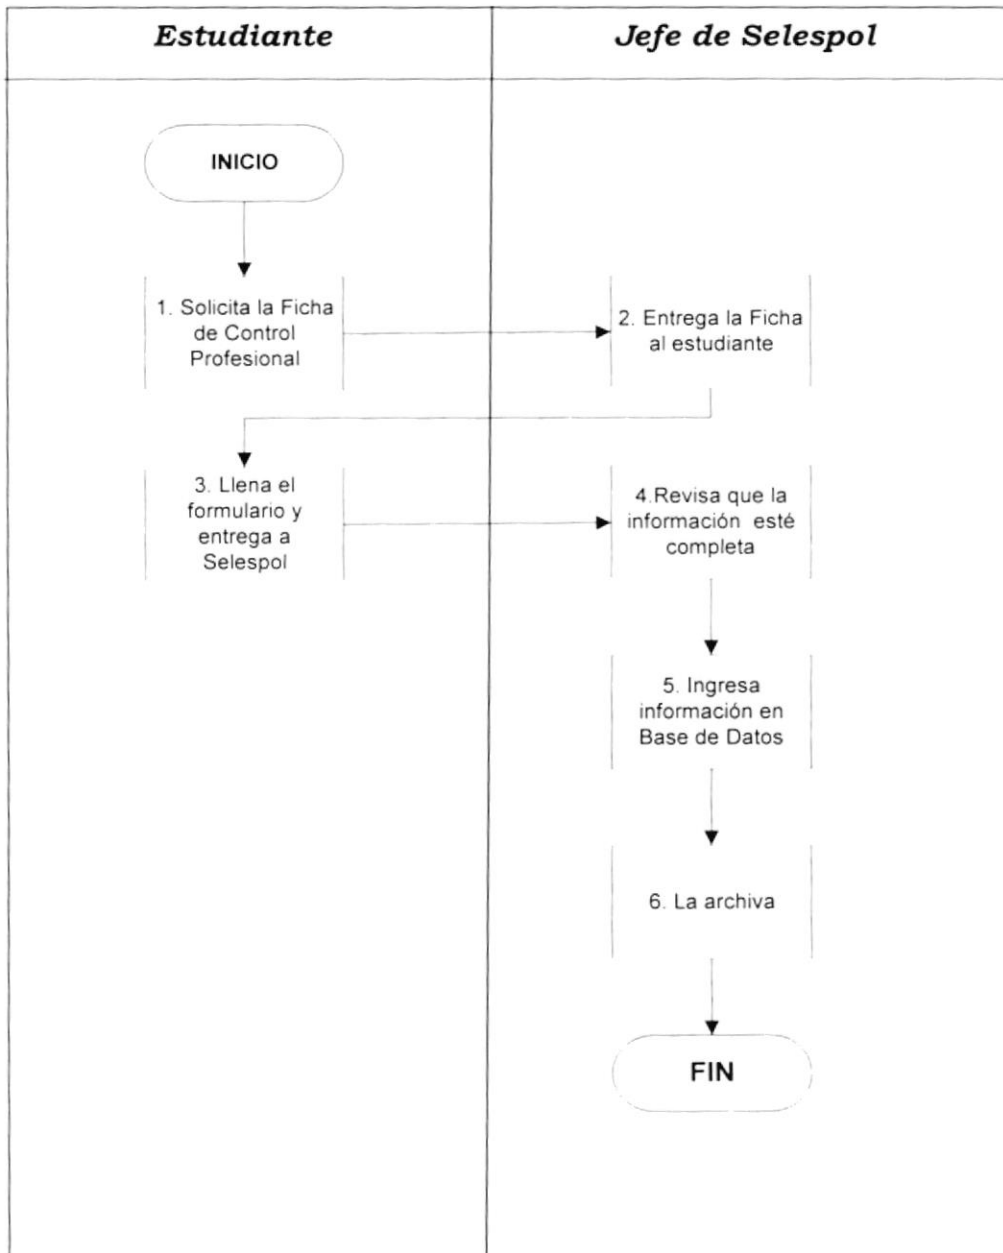 Estudiante
Jefe de Selespol
INICIO
1. Solicita la Ficha
de Control
Profesional
2. Entrega la Ficha
al estudiante
3. Llena el
formulario y
entrega a
Selespol
4.Revisa que la
información esté
completa
5. Ingresa
información en
Base de Datos
6. La archiva
FIN